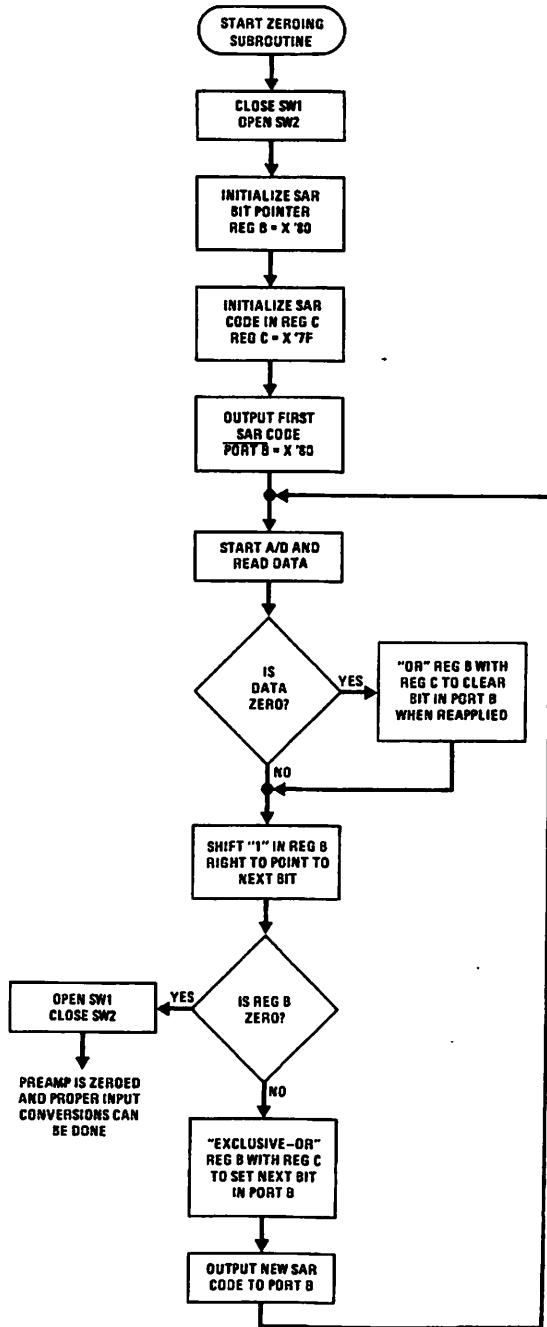 START ZEROING
SUBROUTINE
CLOSE SW1
OPEN SW2
INITIALIZE SAR
BIT POINTER
REG B = X '80
INITIALIZE SAR
CODE IN REG C
REG C = X '7F
OUTPUT FIRST
SAR CODE
PORT B = X '80
START A/D AND
READ DATA
IS
DATA
ZERO?
YES
"OR" REG B WITH
REG C TO CLEAR
BIT IN PORT B
WHEN REAPPLIED
NO
SHIFT "1" IN REG B
RIGHT TO POINT TO
NEXT BIT
IS REG B
ZERO?
YES
OPEN SW1
CLOSE SW2
PREAMP IS ZEROED
AND PROPER INPUT
CONVERSIONS CAN
BE DONE
NO
"EXCLUSIVE-OR"
REG B WITH REG C
TO SET NEXT BIT
IN PORT B
OUTPUT NEW SAR
CODE TO PORT B